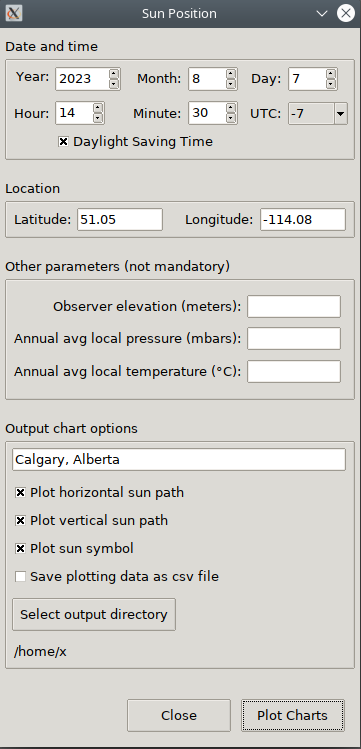 Sun Position
Date and time
Year: 2023 Month: 8 Day: 7
Hour: 14 Minute: 30 UTC: -7
Daylight Saving Time
Location
Latitude: 51.05 Longitude: -114.08
Other parameters (not mandatory)
Observer elevation (meters):
Annual avg local pressure (mbars):
Annual avg local temperature (°C):
Output chart options
Calgary, Alberta
Plot horizontal sun path
Plot vertical sun path
Plot sun symbol
Save plotting data as csv file
Select output directory
/home/x
Close Plot Charts